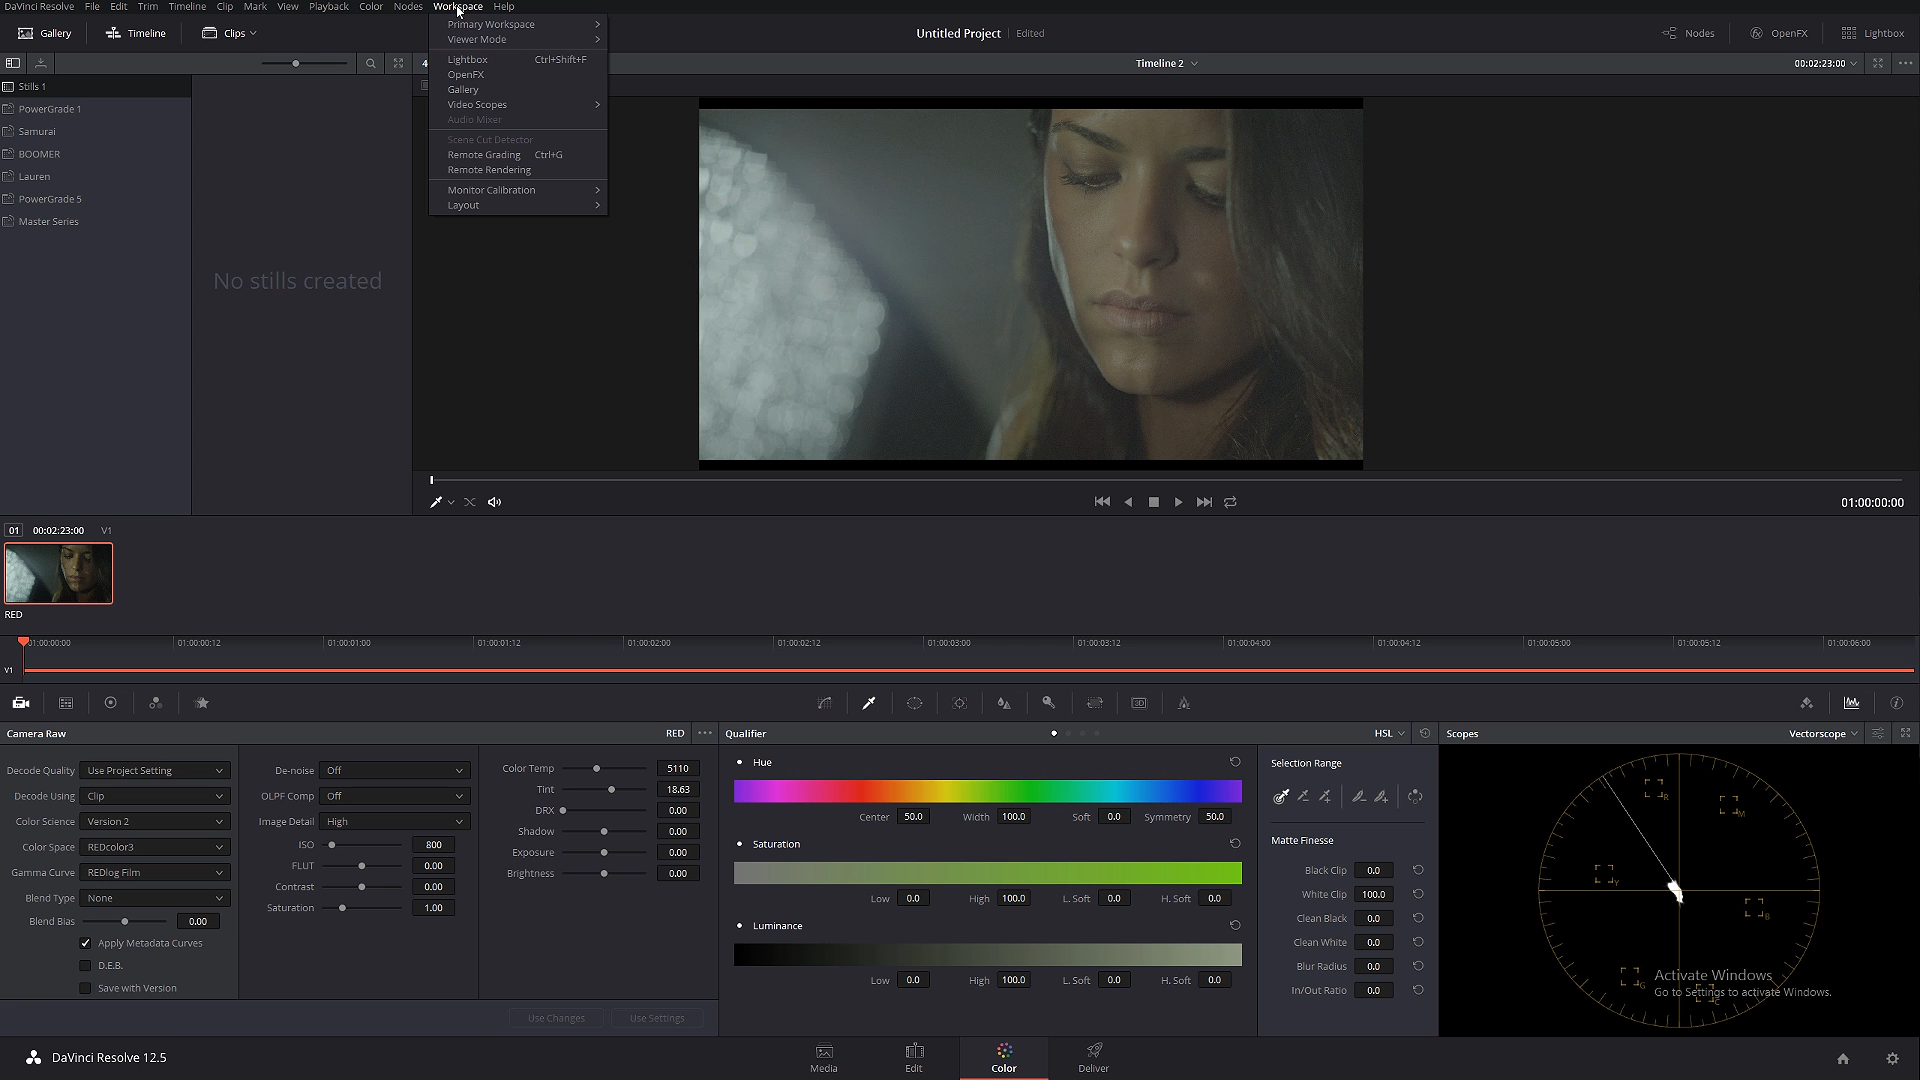 DaVinci Resolve File Edit Trim Timeline Clip Mark View Playback Color Nodes Workspace Help
Gallery Timeline Clips Untitled Project Edited Nodes OpenFX Lightbox
Timeline 2 00:02:23:00
Primary Workspace
Viewer Mode
Lightbox Ctrl+Shift+F
OpenFX
Gallery
Video Scopes
Audio Mixer
Scene Cut Detector
Remote Grading Ctrl+G
Remote Rendering
Monitor Calibration
Layout
Stills 1
PowerGrade 1
Samurai
BOOMER
Lauren
PowerGrade 5
Master Series
No stills created
01:00:00:00
01 00:02:23:00 V1
RED
01:00:00:00 01:00:00:12 01:00:01:00 01:00:01:12 01:00:02:00 01:00:02:12 01:00:03:00 01:00:03:12 01:00:04:00 01:00:04:12 01:00:05:00 01:00:05:12 01:00:06:00
V1
3D
Camera Raw RED
Decode Quality Use Project Setting
Decode Using Clip
Color Science Version 2
Color Space REDcolor3
Gamma Curve REDlog Film
Blend Type None
Blend Bias 0.00
Apply Metadata Curves
D.E.B.
Save with Version
De-noise Off
OLPF Comp Off
Image Detail High
ISO 800
FLUT 0.00
Contrast 0.00
Saturation 1.00
Color Temp 5110
Tint 18.63
DRX 0.00
Shadow 0.00
Exposure 0.00
Brightness 0.00
Use Changes Use Settings
Qualifier HSL
Hue
Center 50.0 Width 100.0 Soft 0.0 Symmetry 50.0
Saturation
Low 0.0 High 100.0 L. Soft 0.0 H. Soft 0.0
Luminance
Low 0.0 High 100.0 L. Soft 0.0 H. Soft 0.0
Selection Range
Matte Finesse
Black Clip 0.0
White Clip 100.0
Clean Black 0.0
Clean White 0.0
Blur Radius 0.0
In/Out Ratio 0.0
Scopes Vectorscope
R
M
Y
B
G
C
Activate Windows
Go to Settings to activate Windows.
DaVinci Resolve 12.5
Media Edit Color Deliver